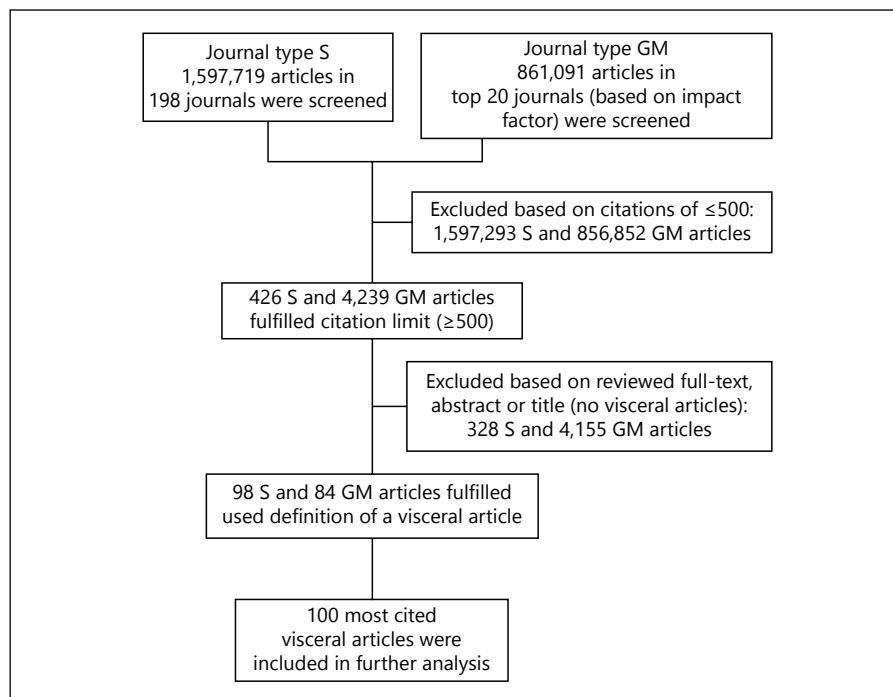 Journal type S
1,597,719 articles in
198 journals were screened
Journal type GM
861,091 articles in
top 20 journals (based on impact
factor) were screened
Excluded based on citations of ≤500:
1,597,293 S and 856,852 GM articles
426 S and 4,239 GM articles
fulfilled citation limit (≥500)
Excluded based on reviewed full-text,
abstract or title (no visceral articles):
328 S and 4,155 GM articles
98 S and 84 GM articles fulfilled
used definition of a visceral article
100 most cited
visceral articles were
included in further analysis